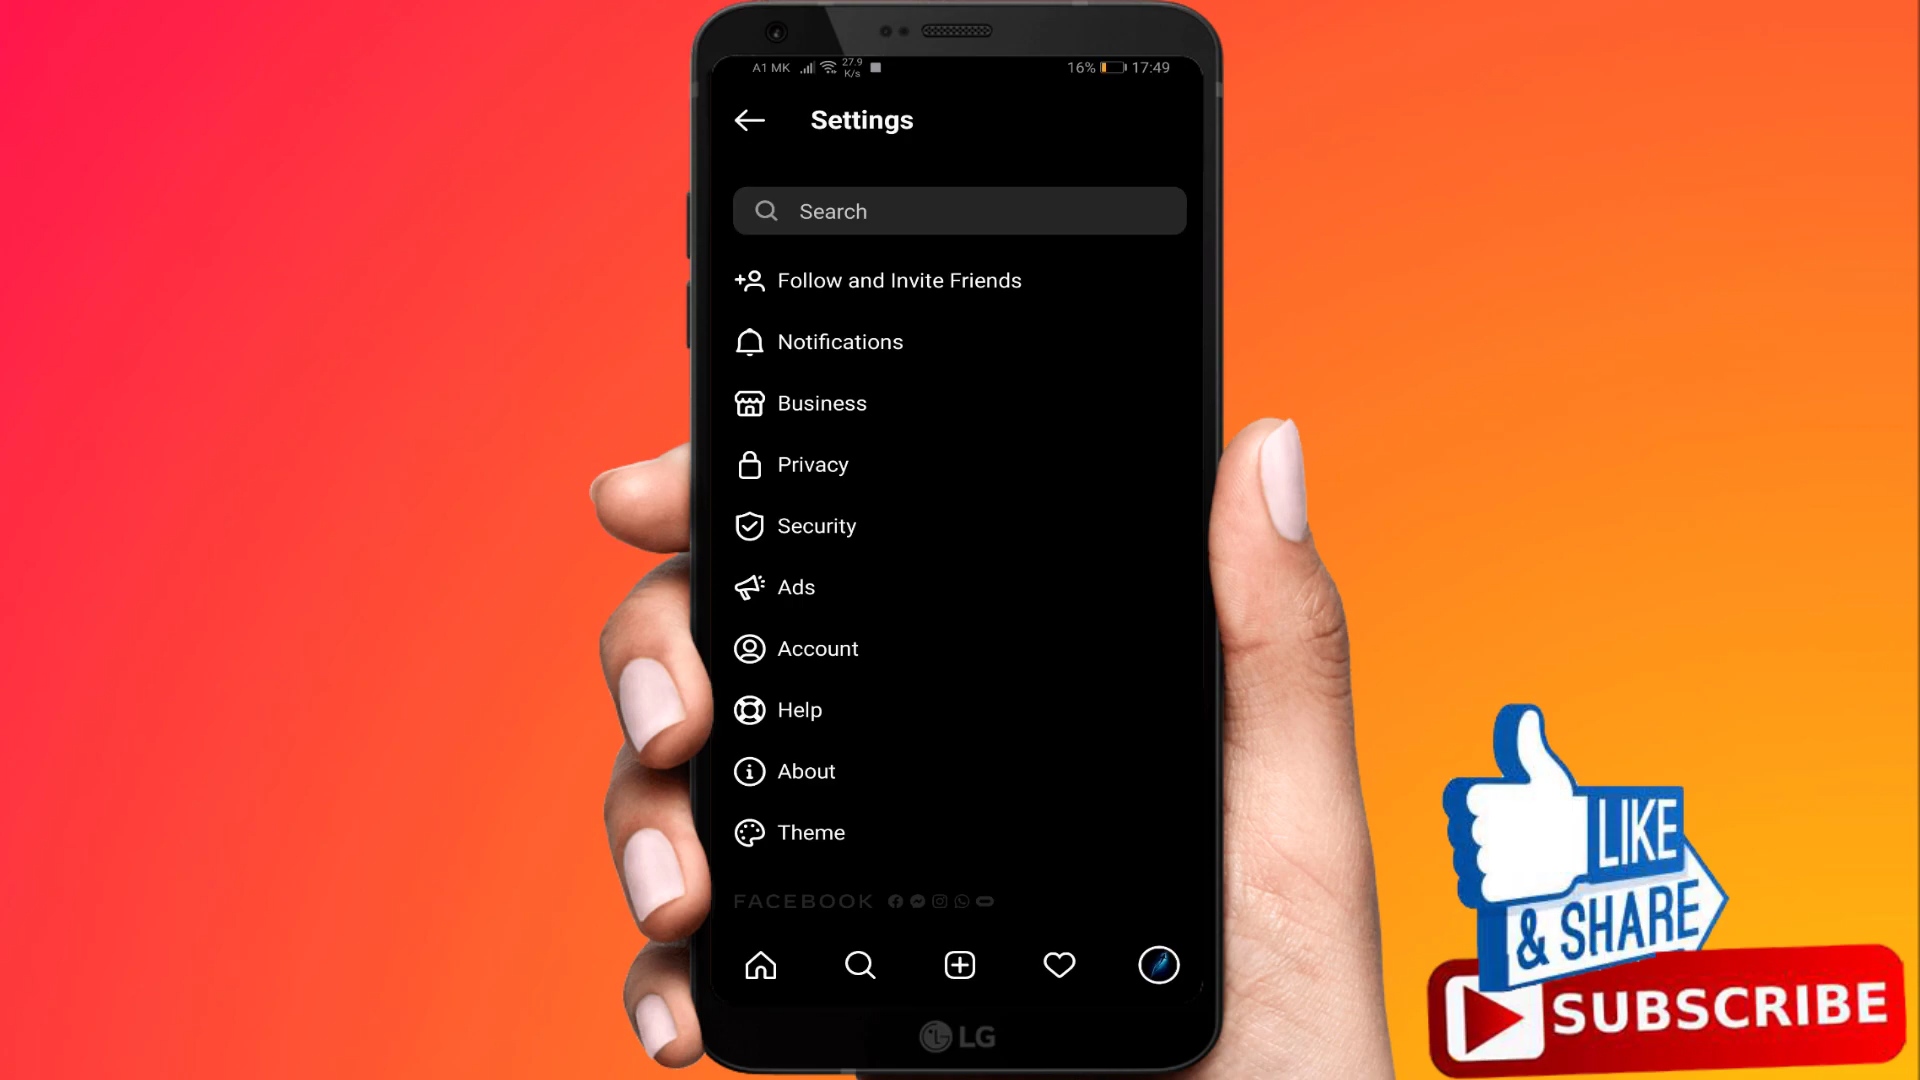 A1 MK 27.9 K/s 16% 17:49
Settings
Search
Follow and Invite Friends
Notifications
Business
Privacy
Security
Ads
Account
Help
About
Theme
FACEBOOK
LG
LIKE
& SHARE
SUBSCRIBE